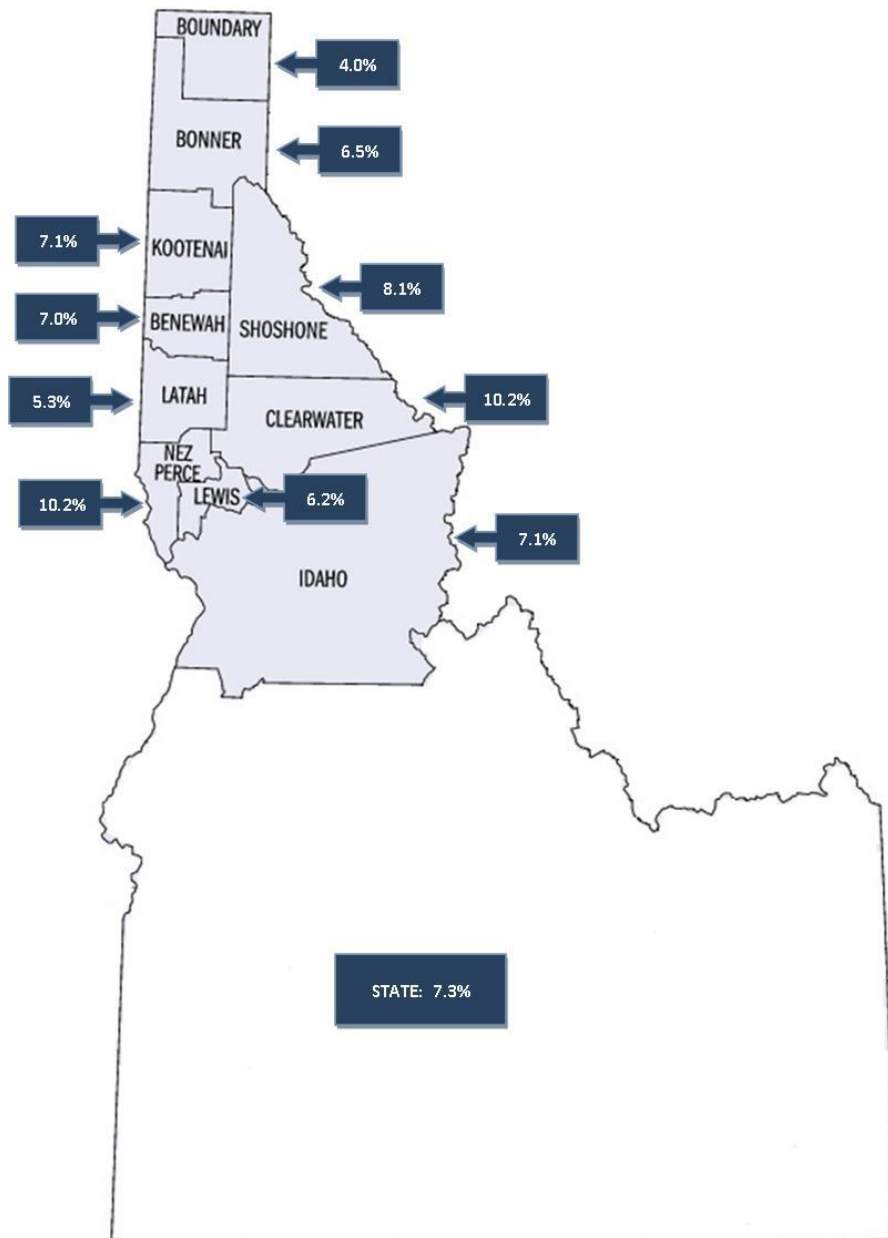 BOUNDARY
4.0%
BONNER
6.5%
7.1%
KOOTENAI
8.1%
7.0%
BENEWAH
SHOSHONE
5.3%
LATAH
10.2%
CLEARWATER
NEZ
PERCE
10.2%
LEWIS
6.2%
7.1%
IDAHO
STATE: 7.3%